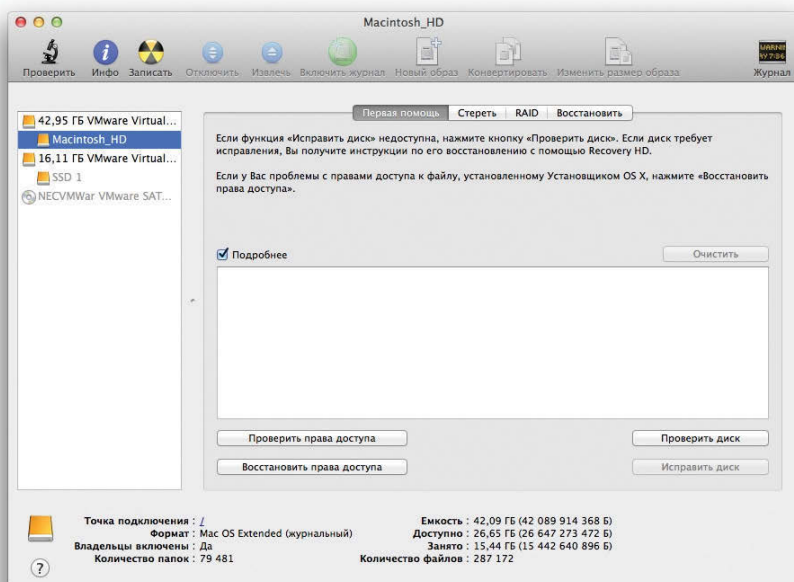 Macintosh_HD
Проверить Инфо Записать Отключить Извлечь Включить журнал Новый образ Конвертировать Изменить размер образа Журнал
42,95 ГБ VMware Virtual...
Macintosh_HD
16,11 ГБ VMware Virtual...
SSD 1
NECVMWar VMware SAT...
Первая помощь Стереть RAID Восстановить
Если функция «Исправить диск» недоступна, нажмите кнопку «Проверить диск». Если диск требует
исправления, Вы получите инструкции по его восстановлению с помощью Recovery HD.
Если у Вас проблемы с правами доступа к файлу, установленному Установщиком OS X, нажмите «Восстановить
права доступа».
Подробнее
Очистить
Проверить права доступа
Проверить диск
Восстановить права доступа
Исправить диск
Точка подключения : /
Формат : Mac OS Extended (журнальный)
Владельцы включены : Да
Количество папок : 79 481
Емкость : 42,09 ГБ (42 089 914 368 Б)
Доступно : 26,65 ГБ (26 647 273 472 Б)
Занято : 15,44 ГБ (15 442 640 896 Б)
Количество файлов : 287 172
?